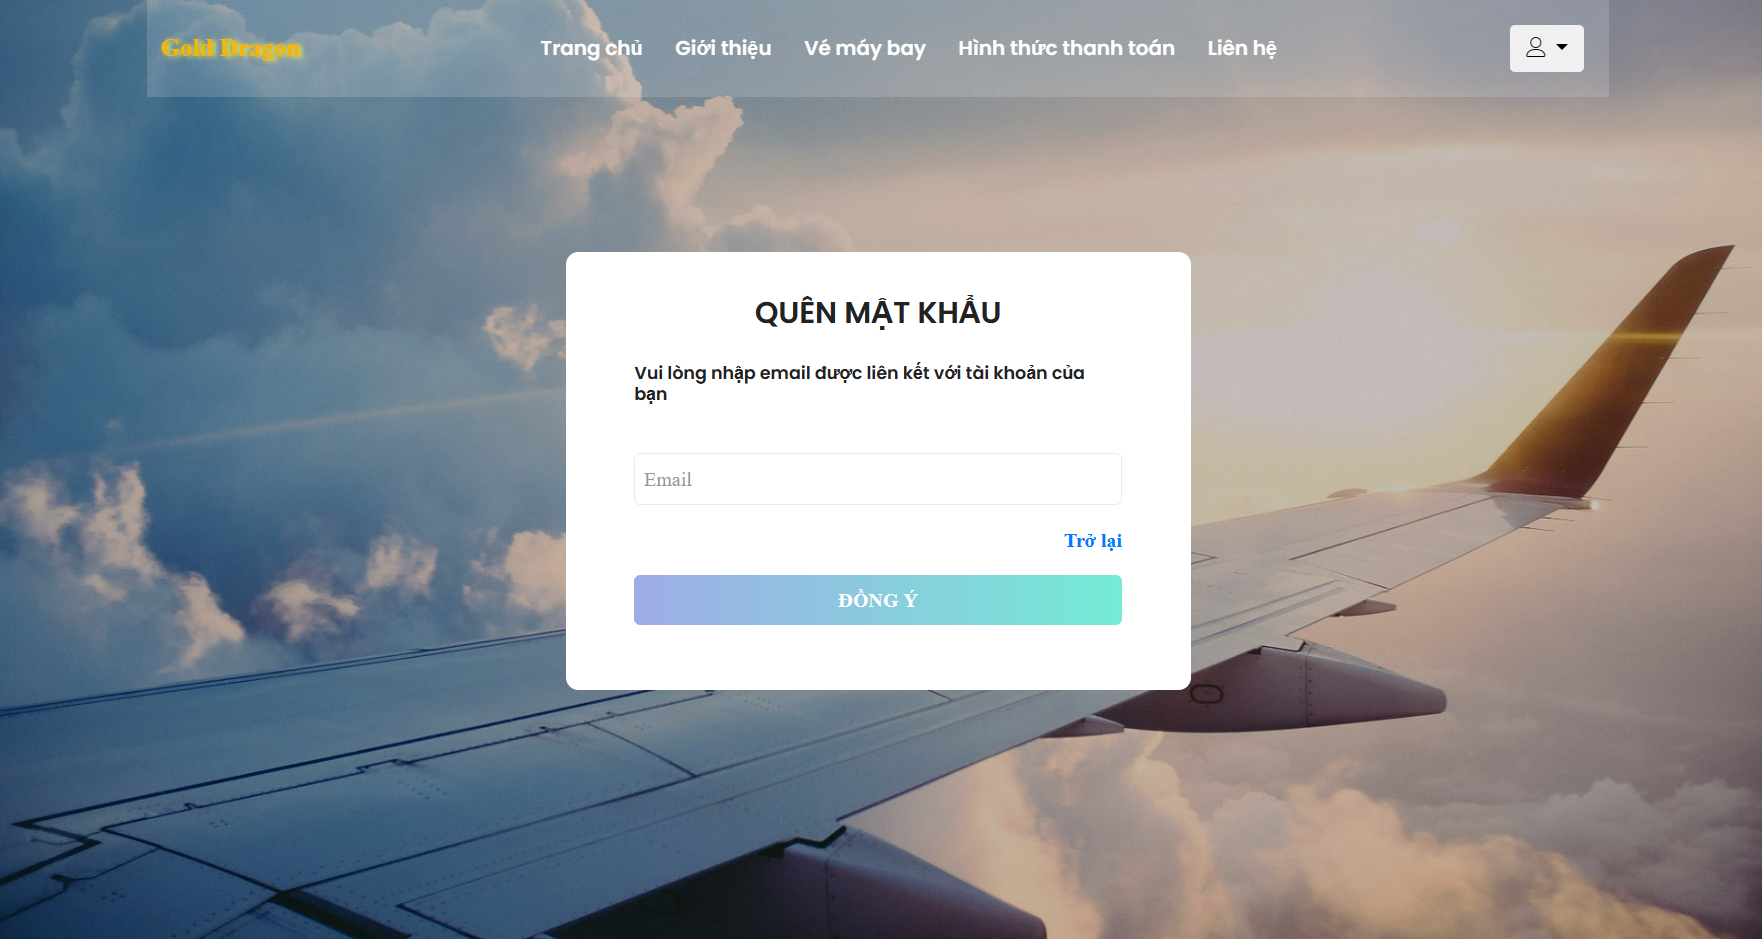 Gold Dragon
Trang chủ
Giới thiệu
Vé máy bay
Hình thức thanh toán
Liên hệ
QUÊN MẬT KHẨU
Vui lòng nhập email được liên kết với tài khoản của
bạn
Email
Trở lại
ĐỒNG Ý